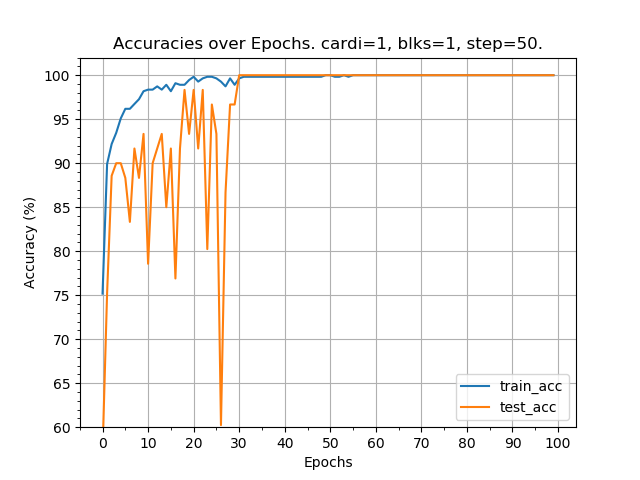 Accuracies over Epochs. cardi=1, blks=1, step=50.
Accuracy (%)
100
95
90
85
80
75
70
65
60
0 10 20 30 40 50 60 70 80 90 100
Epochs
train_acc
test_acc